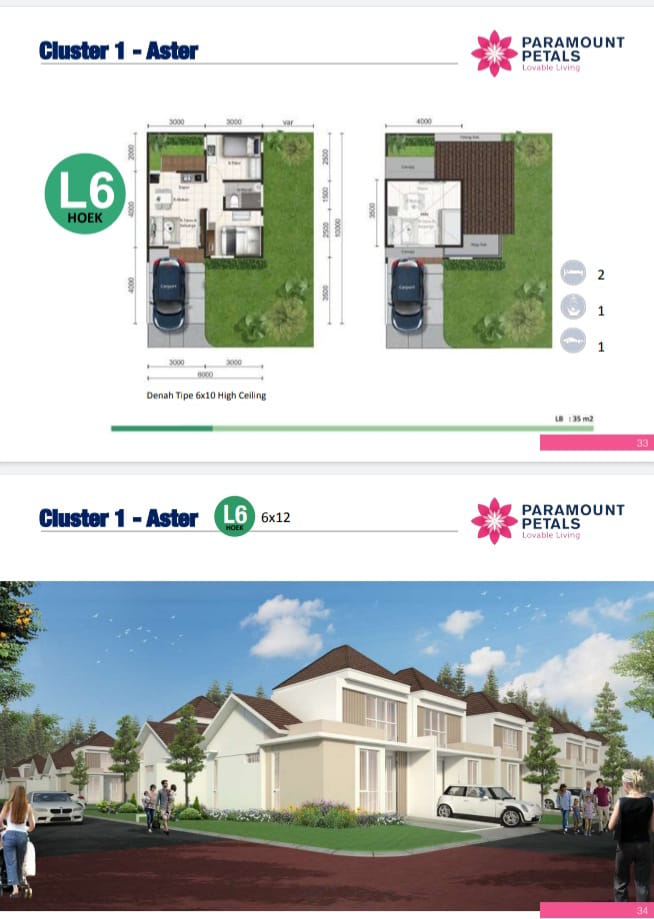 Cluster 1 - Aster
PARAMOUNT
PETALS
Lovable Living
3000 3000 var
4000
L6
HOEK
2000
4000
4000
2500
1500
2500
3500
10000
3500
Carport
Carport
2
1
1
3000 3000
6000
Denah Tipe 6x10 High Ceiling
LB : 35 m2
33
Cluster 1 - Aster
L6
HOEK
6x12
PARAMOUNT
PETALS
Lovable Living
34